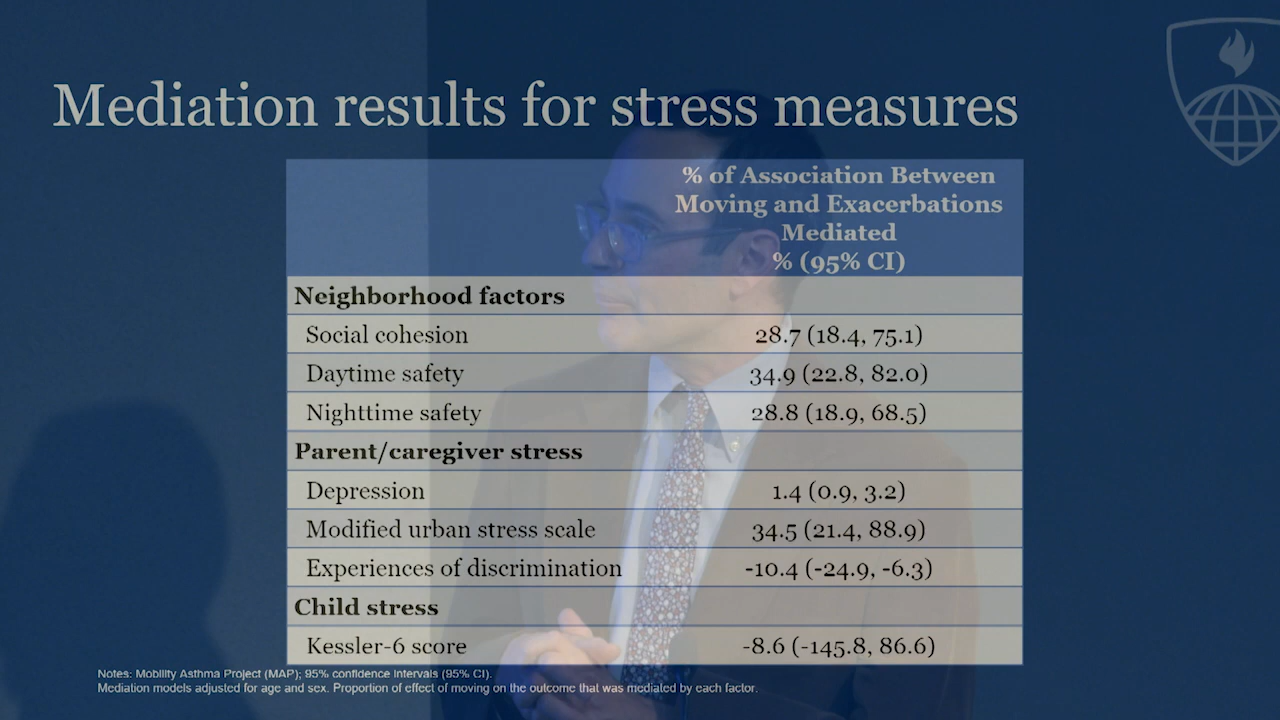 Mediation results for stress measures
% of Association Between
Moving and Exacerbations
Mediated
% (95% CI)
Neighborhood factors
Social cohesion 28.7 (18.4, 75.1)
Daytime safety 34.9 (22.8, 82.0)
Nighttime safety 28.8 (18.9, 68.5)
Parent/caregiver stress
Depression 1.4 (0.9, 3.2)
Modified urban stress scale 34.5 (21.4, 88.9)
Experiences of discrimination -10.4 (-24.9, -6.3)
Child stress
Kessler-6 score -8.6 (-145.8, 86.6)
Notes: Mobility Asthma Project (MAP); 95% confidence intervals (95% CI).
Mediation models adjusted for age and sex. Proportion of effect of moving on the outcome that was mediated by each factor.